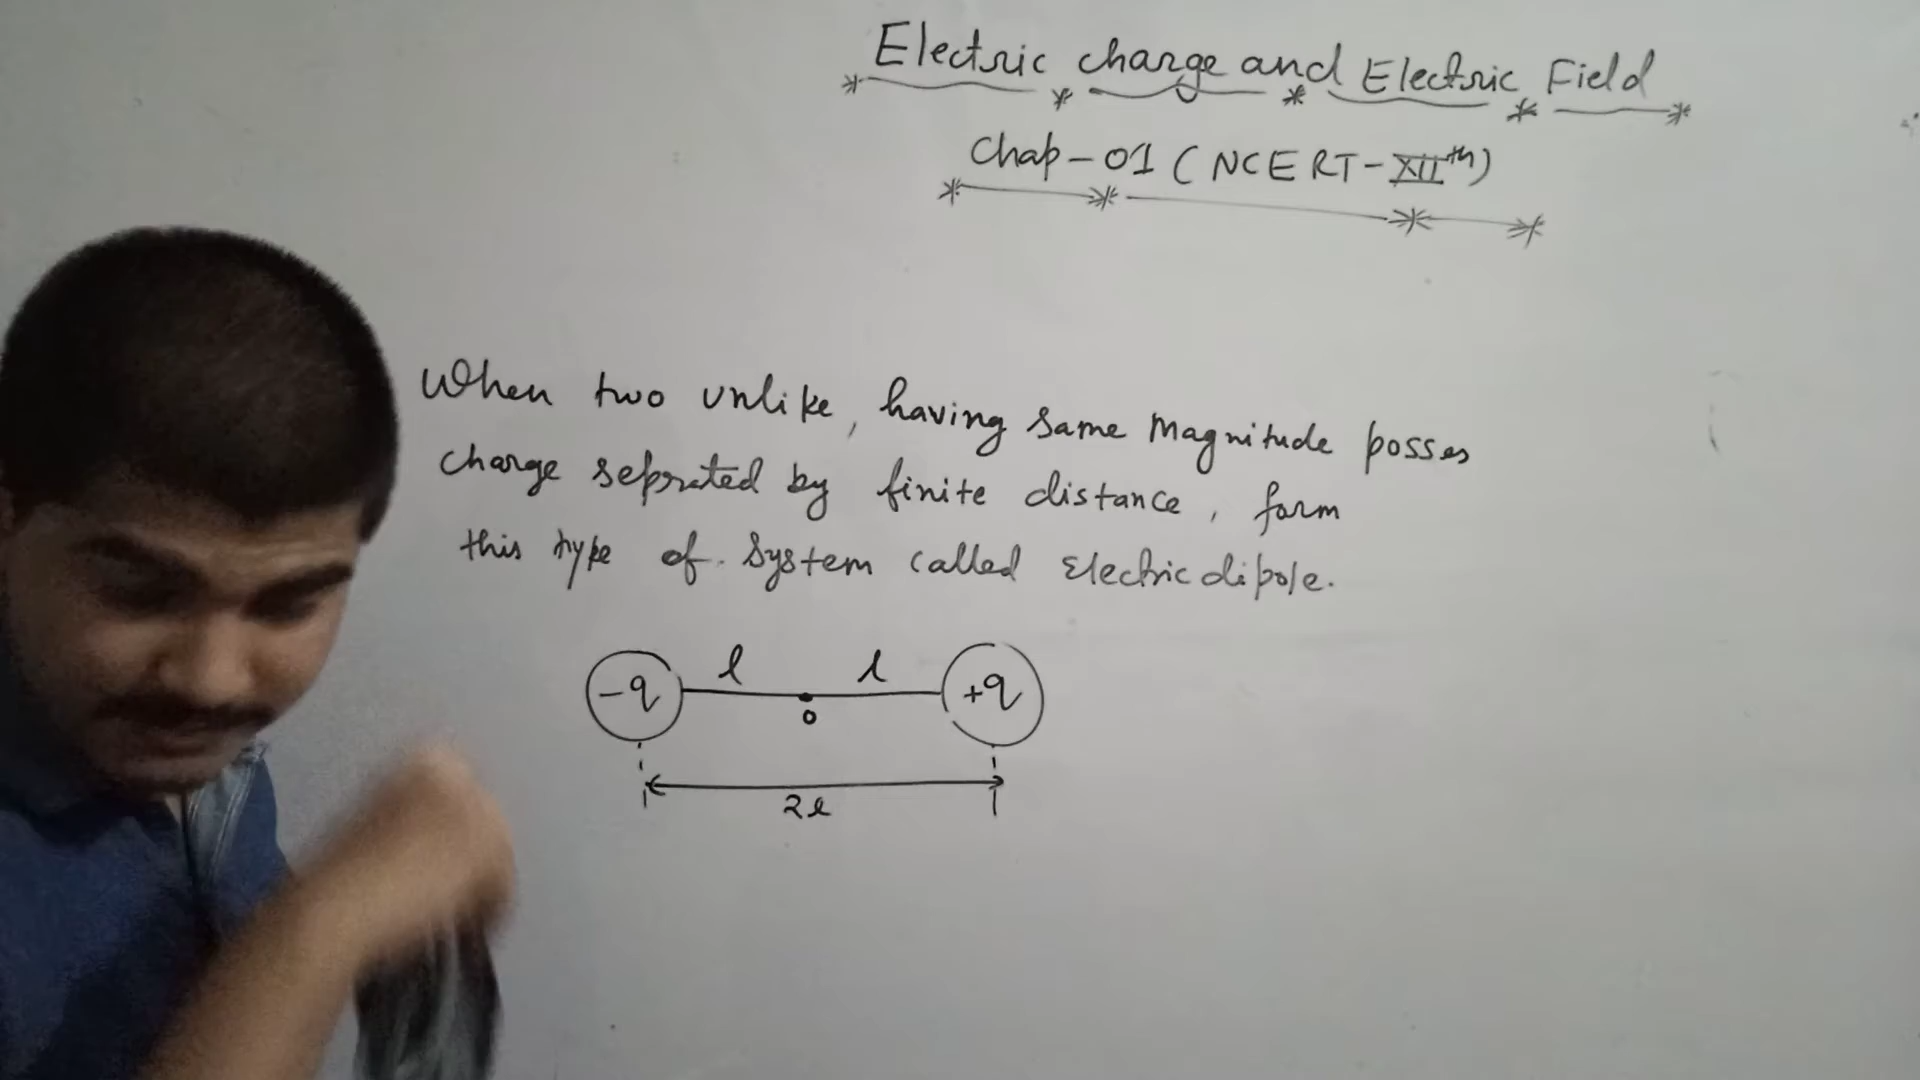 Electric charge and Electric Field
Chap-01 (NCERT-XIIth)
When two unlike, having same Magnitude posses
charge seprated by finite distance, form
this type of system called Electric dipole.
-q l l +q
o
2l